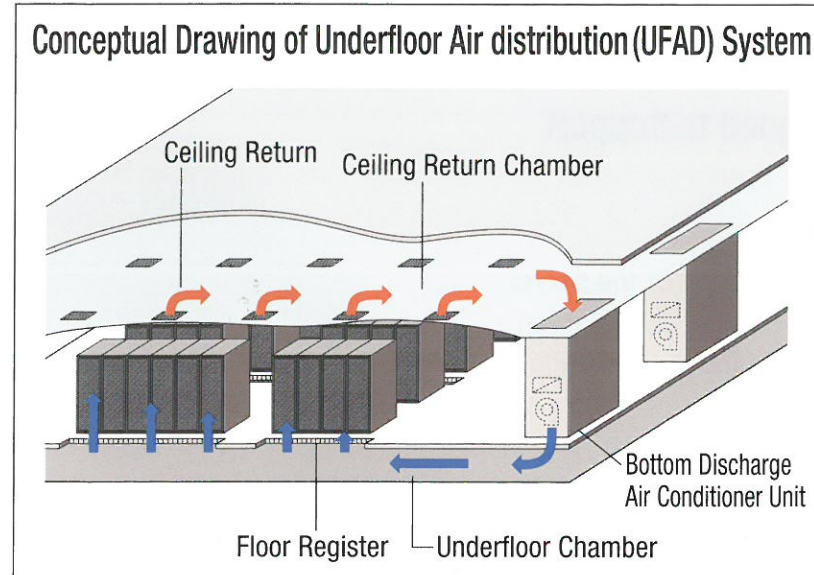 Conceptual Drawing of Underfloor Air distribution (UFAD) System
Ceiling Return
Ceiling Return Chamber
Bottom Discharge
Air Conditioner Unit
Floor Register
Underfloor Chamber